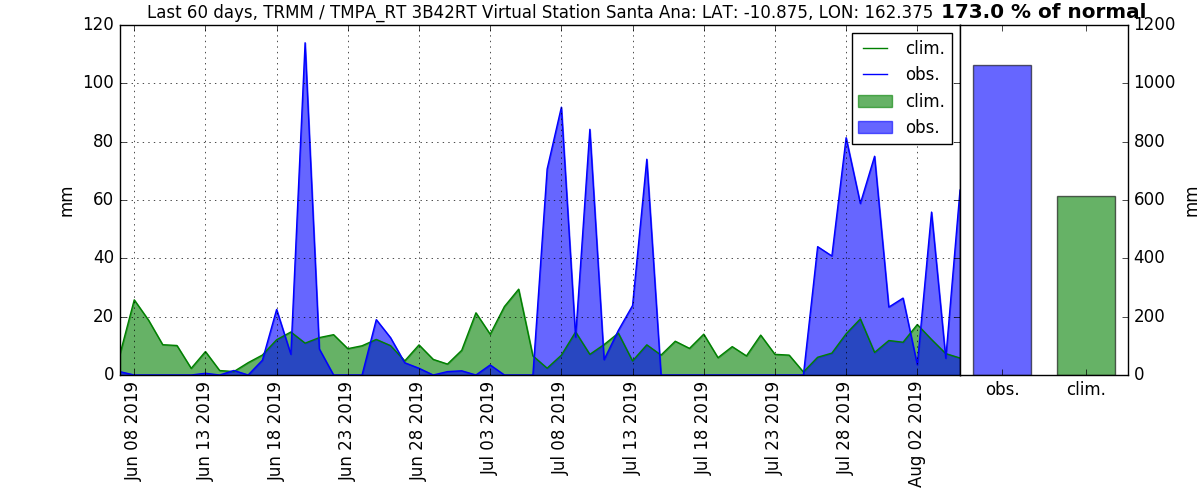 Last 60 days, TRMM / TMPA_RT 3B42RT Virtual Station Santa Ana: LAT: -10.875, LON: 162.375 173.0 % of normal
120
100
80
60
40
20
0
mm
clim.
obs.
clim.
obs.
1200
1000
800
600
400
200
0
mm
Jun 08 2019
Jun 13 2019
Jun 18 2019
Jun 23 2019
Jun 28 2019
Jul 03 2019
Jul 08 2019
Jul 13 2019
Jul 18 2019
Jul 23 2019
Jul 28 2019
Aug 02 2019
obs.
clim.